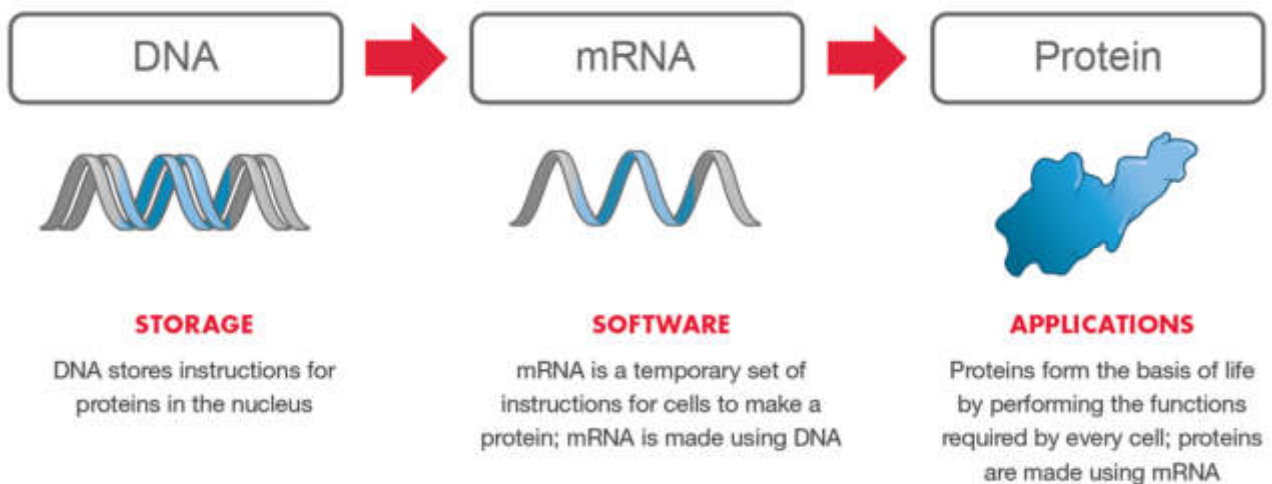 DNA
mRNA
Protein
STORAGE
DNA stores instructions for
proteins in the nucleus
SOFTWARE
mRNA is a temporary set of
instructions for cells to make a
protein; mRNA is made using DNA
APPLICATIONS
Proteins form the basis of life
by performing the functions
required by every cell; proteins
are made using mRNA